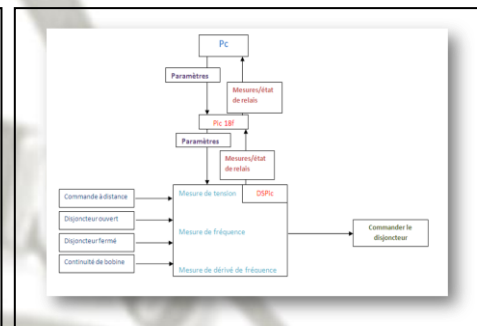 Pc
Paramètres
Mesures/état
de relais
Pic 18F
Paramètres
Mesures/état
de relais
Commande à distance
Mesure de tension
DSPic
Disjoncteur ouvert
Mesure de fréquence
Commander le
disjoncteur
Disjoncteur fermé
Continuité de bobine
Mesure de dérivé de fréquence